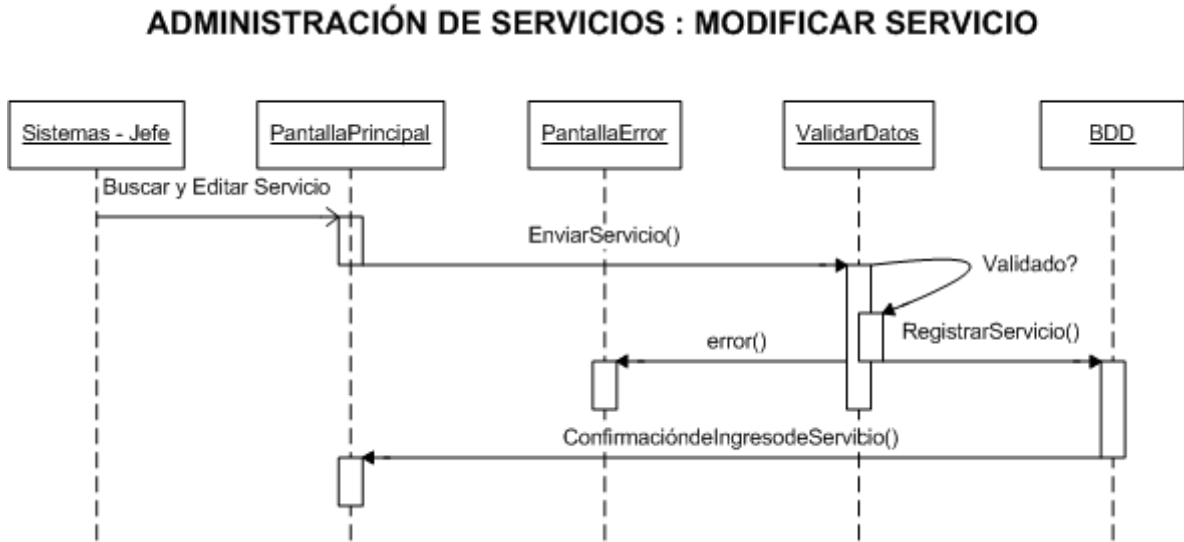 ADMINISTRACIÓN DE SERVICIOS : MODIFICAR SERVICIO
Sistemas - Jefe
PantallaPrincipal
PantallaError
ValidarDatos
BDD
Buscar y Editar Servicio
EnviarServicio()
Validado?
RegistrarServicio()
error()
ConfirmacióndeIngresodeServicio()